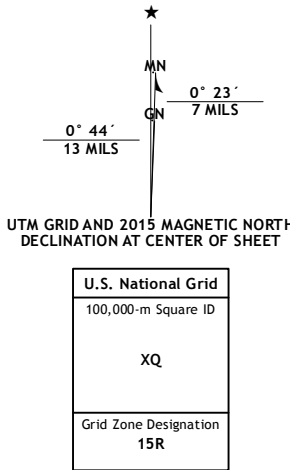 ★
MN
GN
0° 23´
7 MILS
0° 44´
13 MILS
UTM GRID AND 2015 MAGNETIC NORTH
DECLINATION AT CENTER OF SHEET
U.S. National Grid
100,000-m Square ID
XQ
Grid Zone Designation
15R